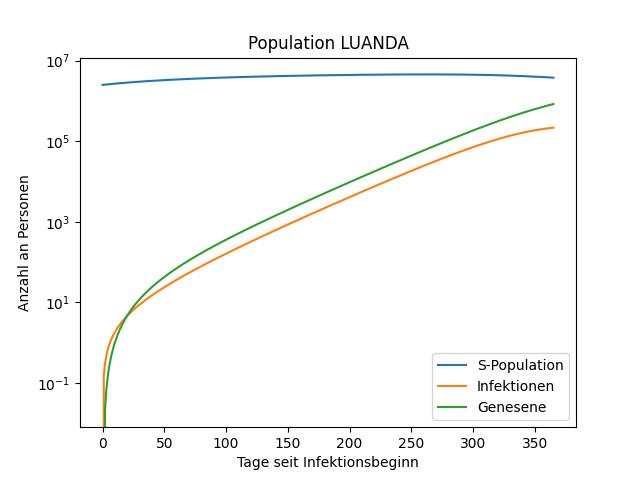 Population LUANDA
Anzahl an Personen
10^7
10^5
10^3
10^1
10^−1
0 50 100 150 200 250 300 350
Tage seit Infektionsbeginn
S-Population
Infektionen
Genesene